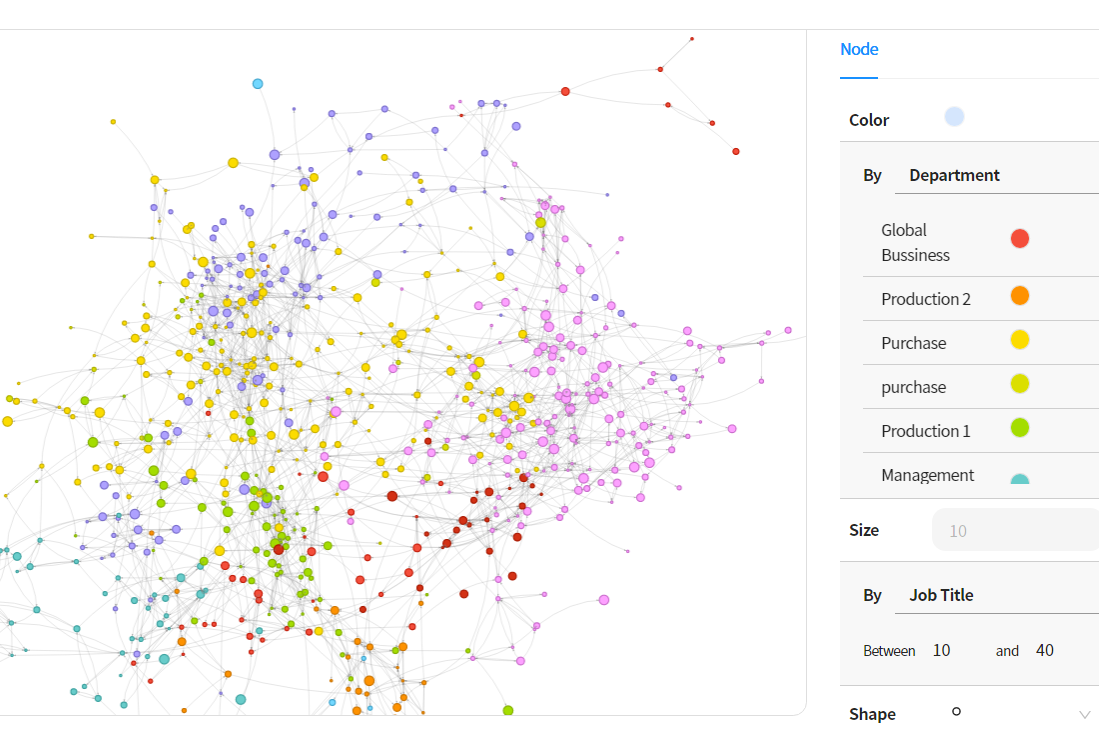 Node
Color
By Department
Global
Bussiness
Production 2
Purchase
purchase
Production 1
Management
Size 10
By Job Title
Between 10 and 40
Shape